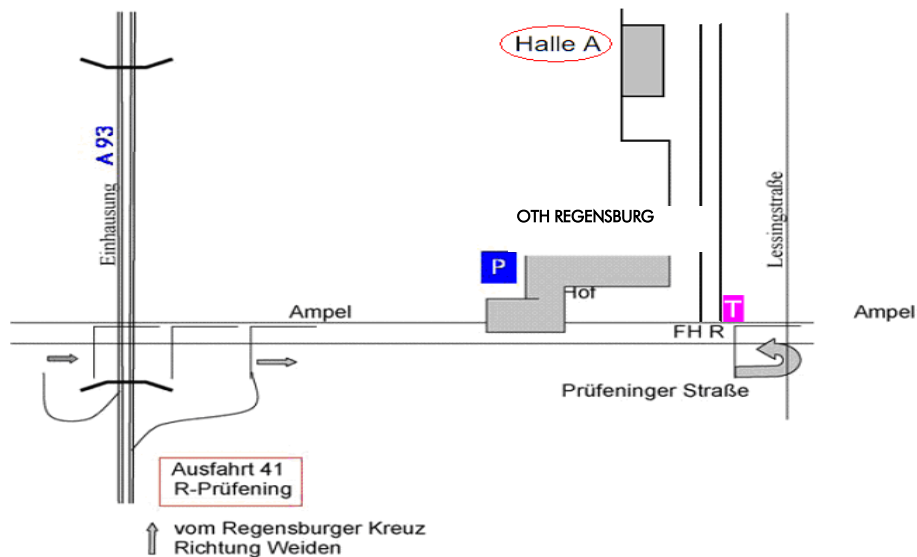 Halle A
A 93
Einhausung
Lessingstraße
OTH REGENSBURG
P
Hof
Ampel
T
Ampel
FH R
Prüfeninger Straße
Ausfahrt 41
R-Prüfening
vom Regensburger Kreuz
Richtung Weiden